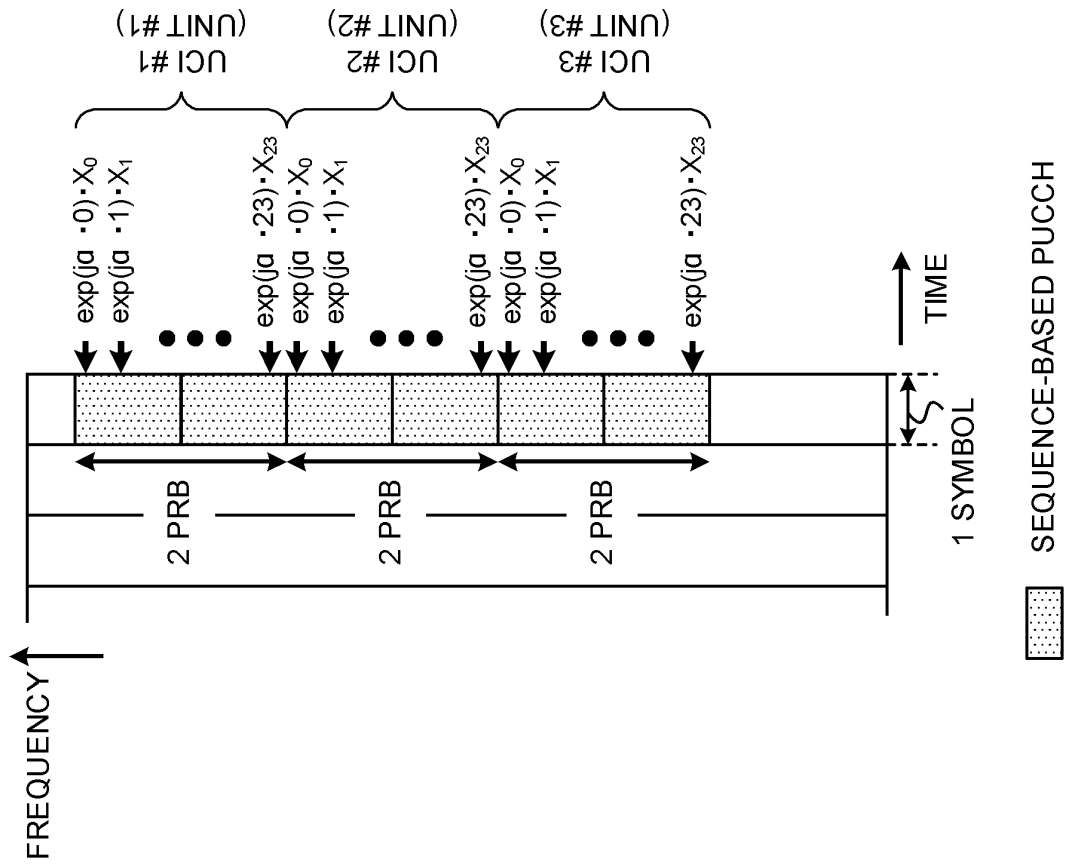 FREQUENCY
exp(jα ·0)·X0
exp(jα ·1)·X1
exp(jα ·23)·X23
2 PRB
UCI #1
(UNIT #1)
exp(jα ·0)·X0
exp(jα ·1)·X1
exp(jα ·23)·X23
2 PRB
UCI #2
(UNIT #2)
exp(jα ·0)·X0
exp(jα ·1)·X1
exp(jα ·23)·X23
2 PRB
UCI #3
(UNIT #3)
TIME
1 SYMBOL
SEQUENCE-BASED PUCCH